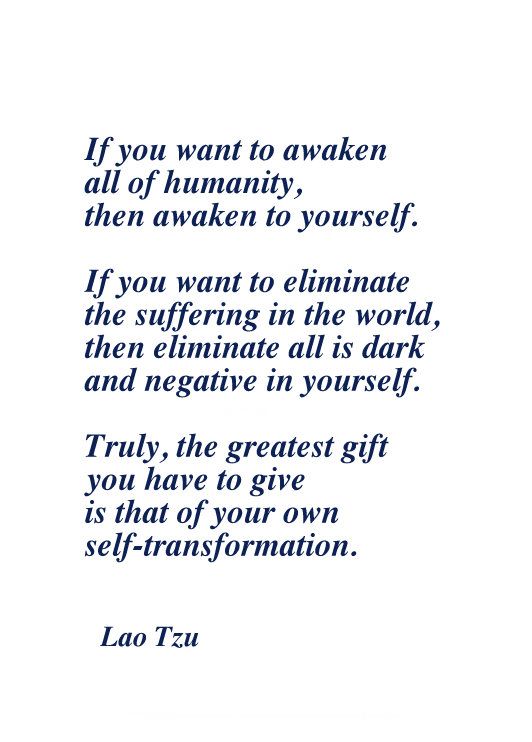 If you want to awaken
all of humanity,
then awaken to yourself.
If you want to eliminate
the suffering in the world,
then eliminate all is dark
and negative in yourself.
Truly, the greatest gift
you have to give
is that of your own
self-transformation.
Lao Tzu